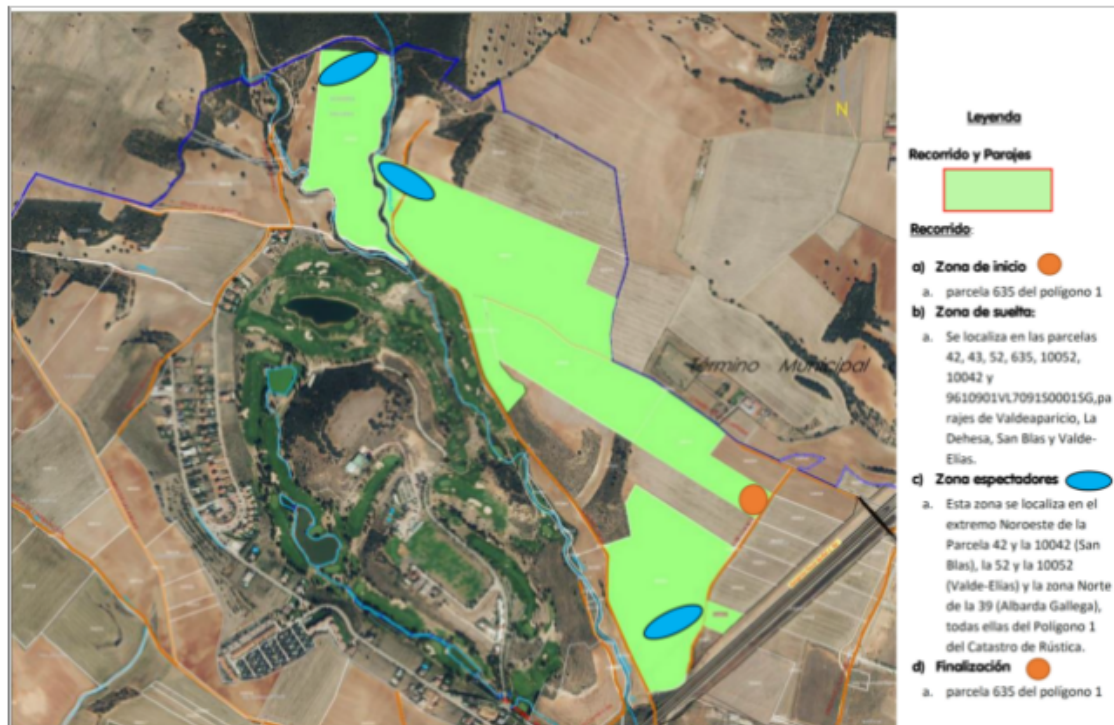 N
Término Municipal
Leyenda
Recorrido y Parajes
Recorrido:
a) Zona de inicio
a. parcela 635 del polígono 1
b) Zona de suelta:
a. Se localiza en las parcelas
42, 43, 52, 635, 10052,
10042 y
9610901VL7091S0001SG,pa
rajes de Valdeaparicio, La
Dehesa, San Blas y Valde-
Elías.
c) Zona espectadores
a. Esta zona se localiza en el
extremo Noroeste de la
Parcela 42 y la 10042 (San
Blas), la 52 y la 10052
(Valde-Elías) y la zona Norte
de la 39 (Albarda Gallega),
todas ellas del Polígono 1
del Catastro de Rústica.
d) Finalización
a. parcela 635 del polígono 1